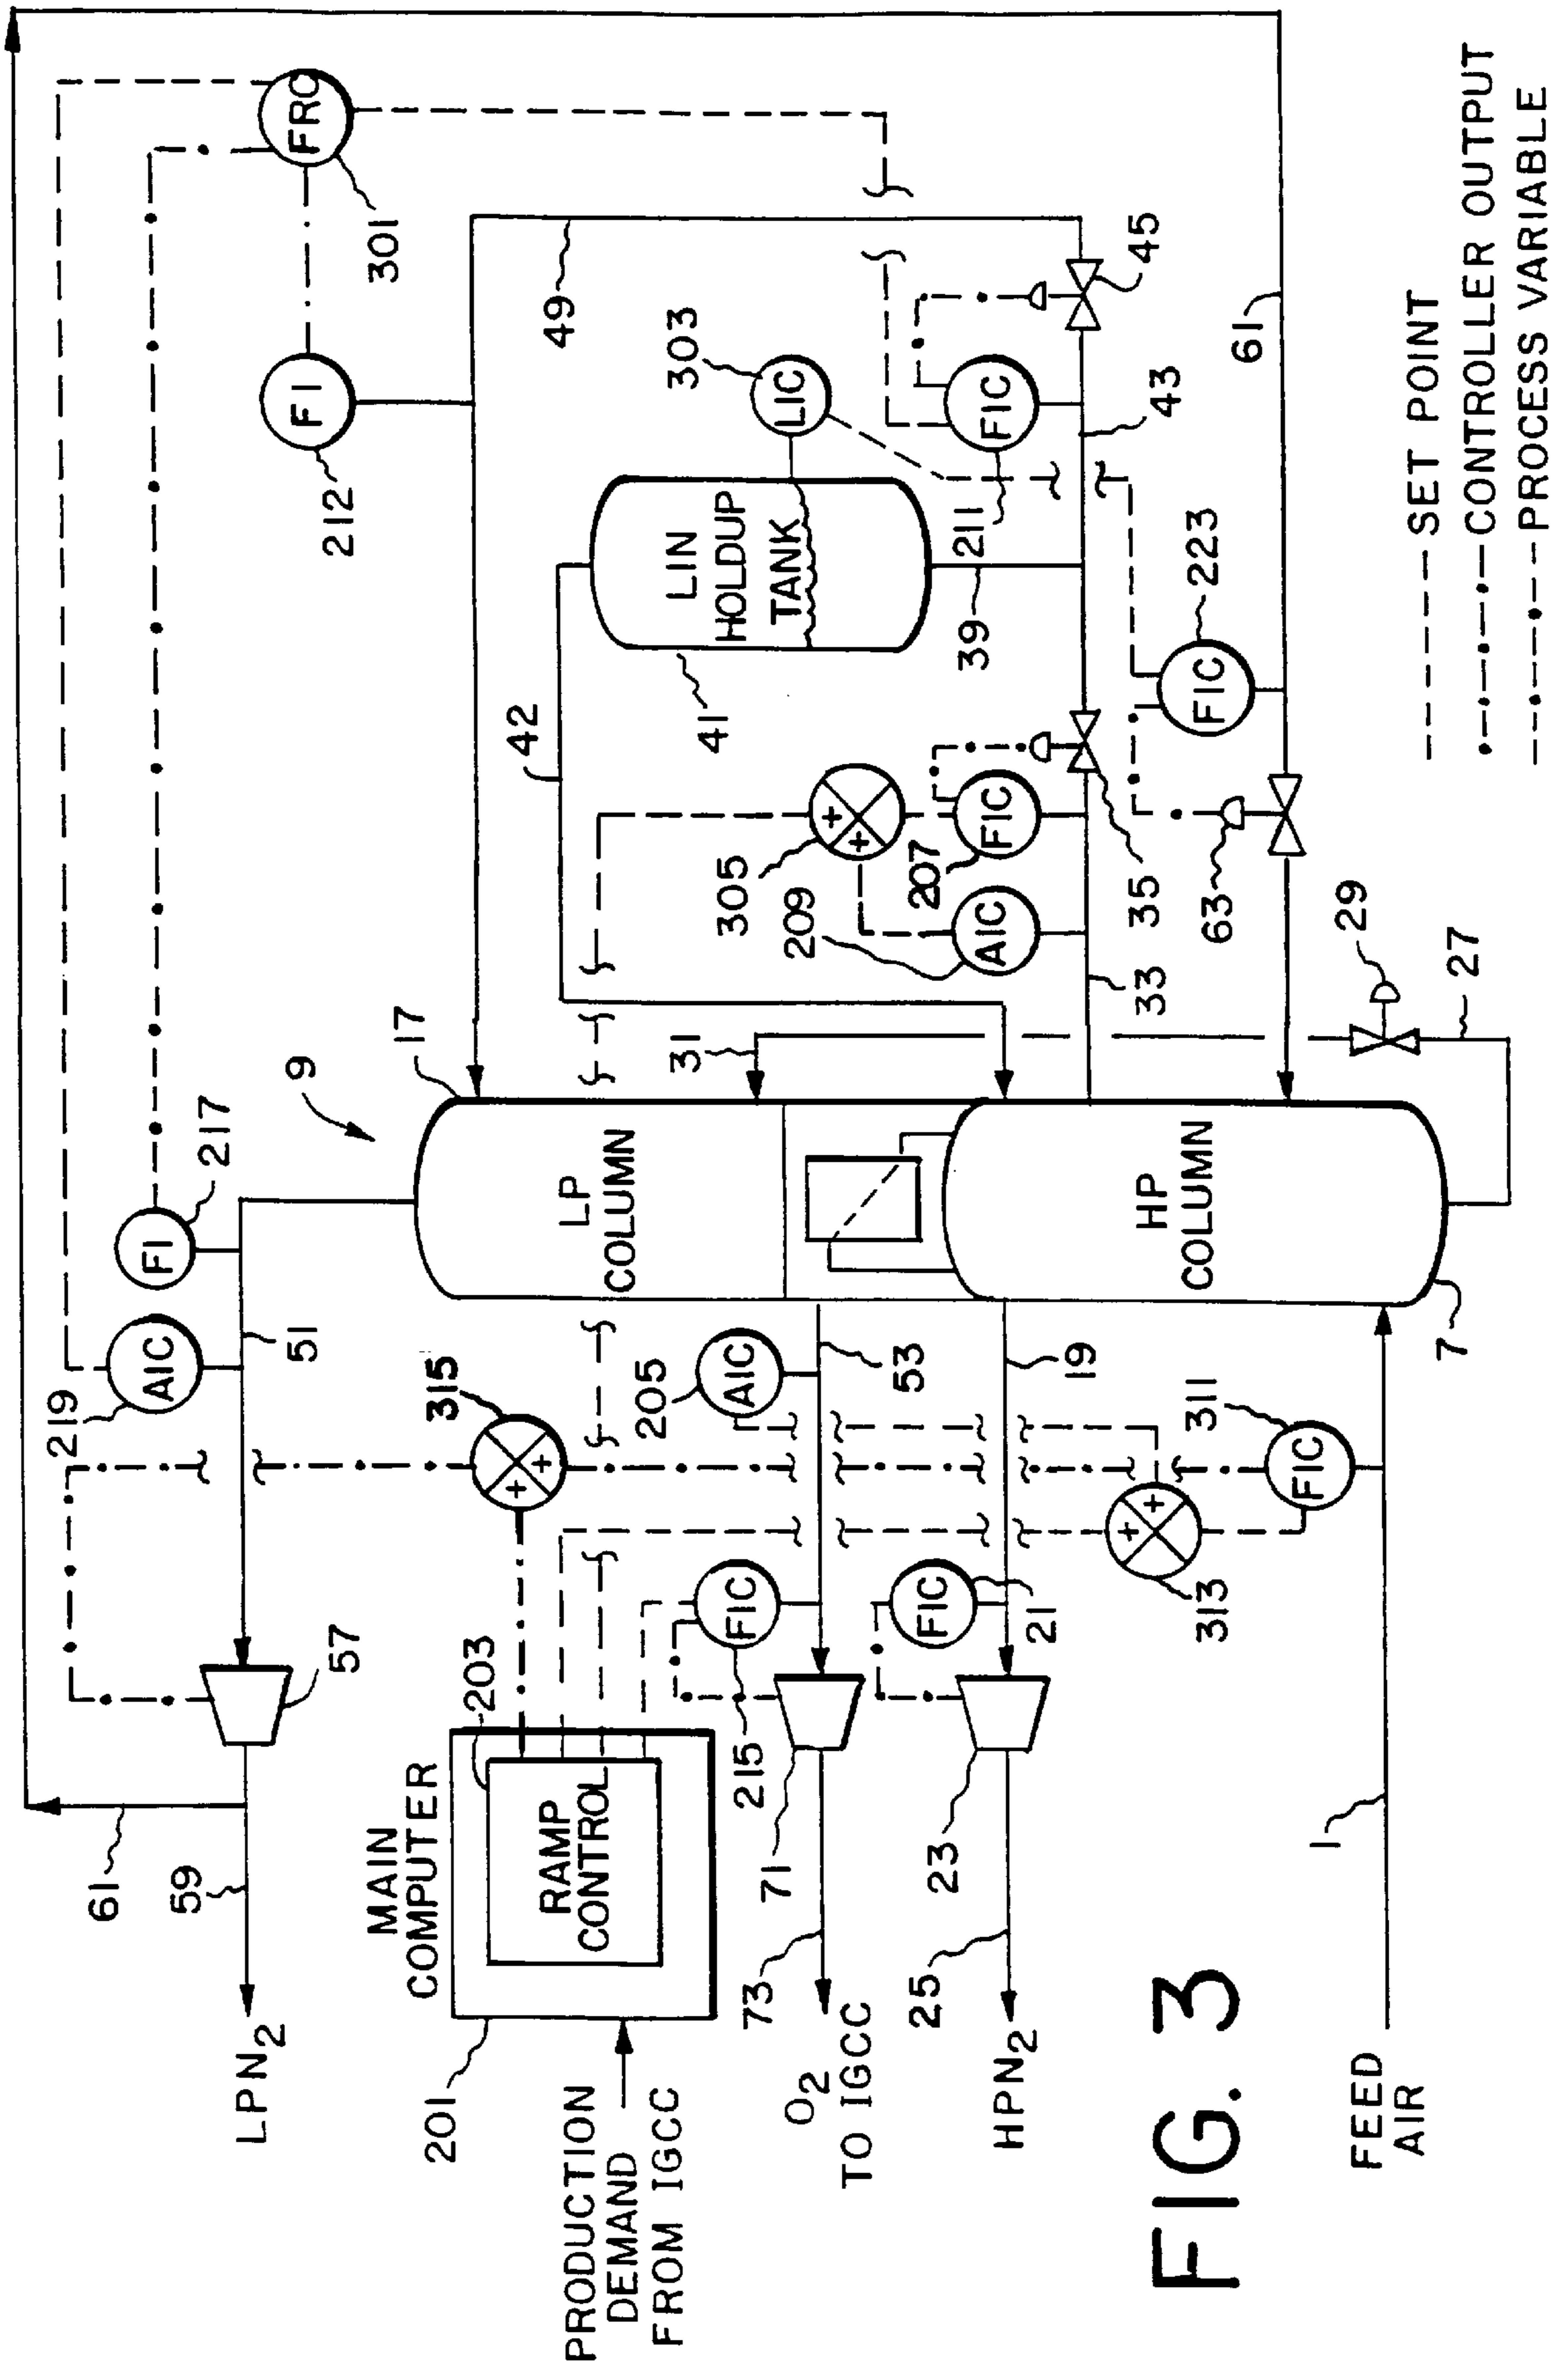 LPN2
59
61
57
219
AIC
51
FI
217
9
17
212
FI
301
FRC
MAIN
COMPUTER
203
RAMP
CONTROL
201
PRODUCTION
DEMAND
FROM IGCC
315
+
+
LP
COLUMN
31
42
49
41
LIN
HOLDUP
TANK
303
LIC
205
AIC
53
215
FIC
71
73
O2
TO IGCC
305
+
+
207
FIC
209
AIC
39
211
FIC
45
43
HP
COLUMN
19
21
FIC
23
25
HPN2
33
35
63
FIC
223
61
313
+
+
311
FIC
7
29
27
1
FEED
AIR
FIG. 3
SET POINT
CONTROLLER OUTPUT
PROCESS VARIABLE